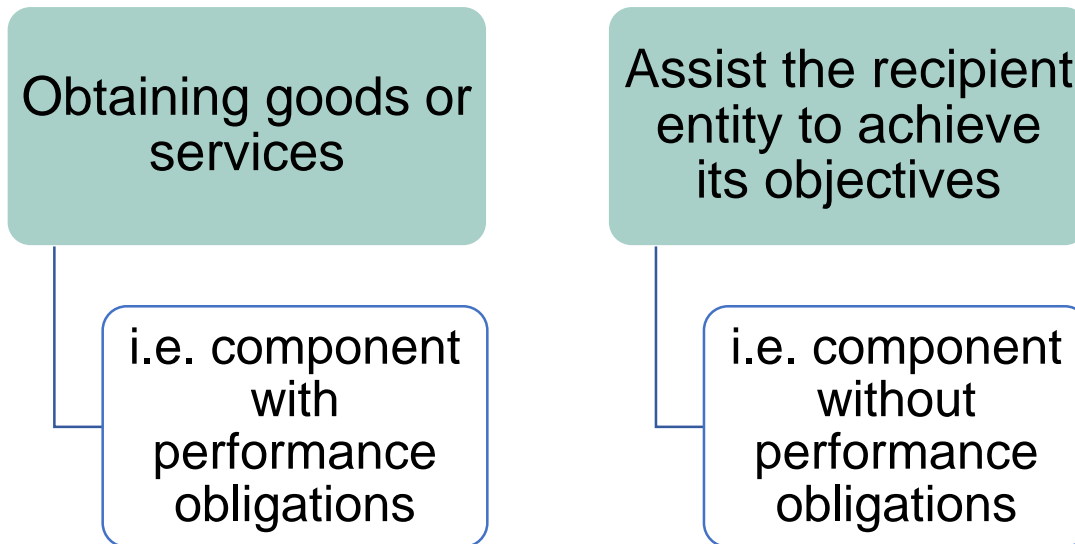 Obtaining goods or
services
i.e. component
with
performance
obligations
Assist the recipient
entity to achieve
its objectives
i.e. component
without
performance
obligations